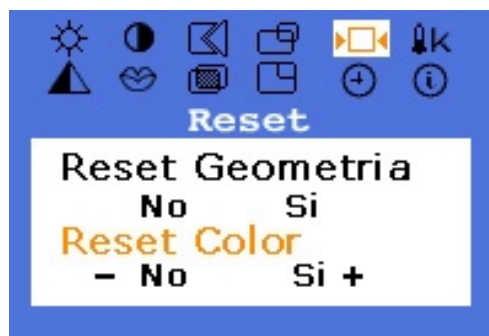 K
Reset
Reset Geometria
No Si
Reset Color
- No Si +